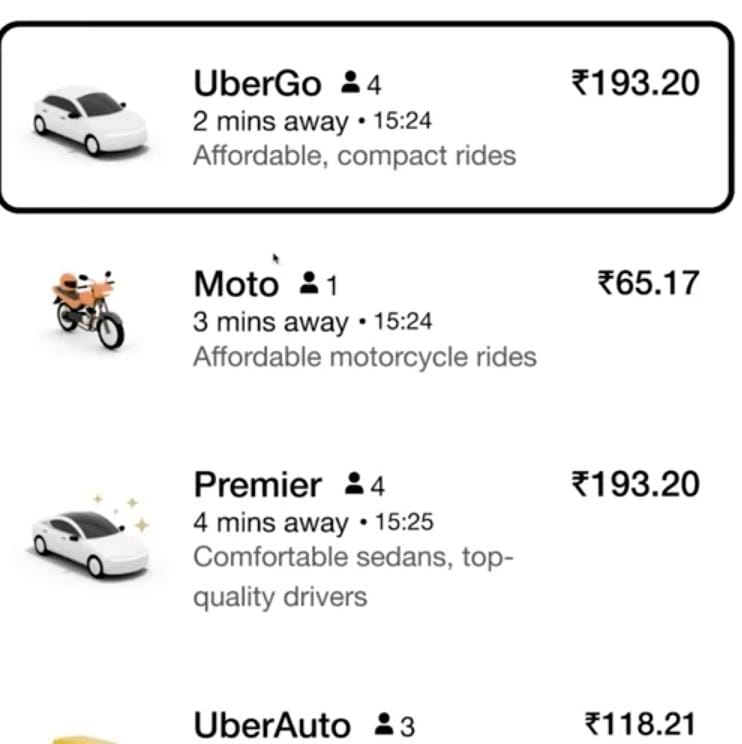 UberGo 4 ₹193.20
2 mins away • 15:24
Affordable, compact rides
Moto 1 ₹65.17
3 mins away • 15:24
Affordable motorcycle rides
Premier 4 ₹193.20
4 mins away • 15:25
Comfortable sedans, top-
quality drivers
UberAuto 3 ₹118.21